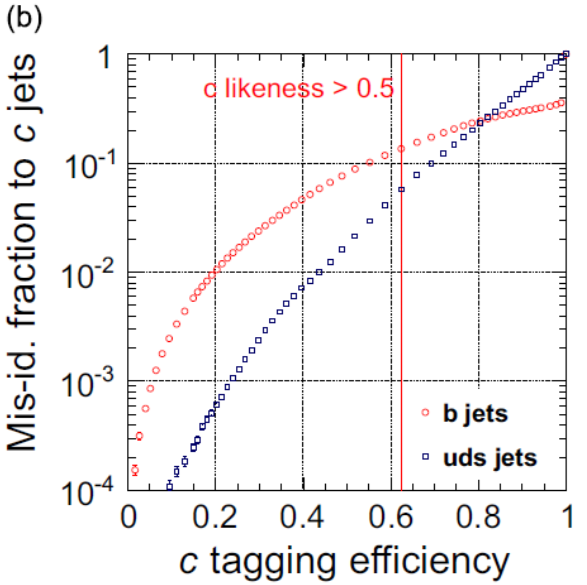 (b)
Mis-id. fraction to c jets
1
10⁻¹
10⁻²
10⁻³
10⁻⁴
c likeness > 0.5
b jets
uds jets
0 0.2 0.4 0.6 0.8 1
c tagging efficiency